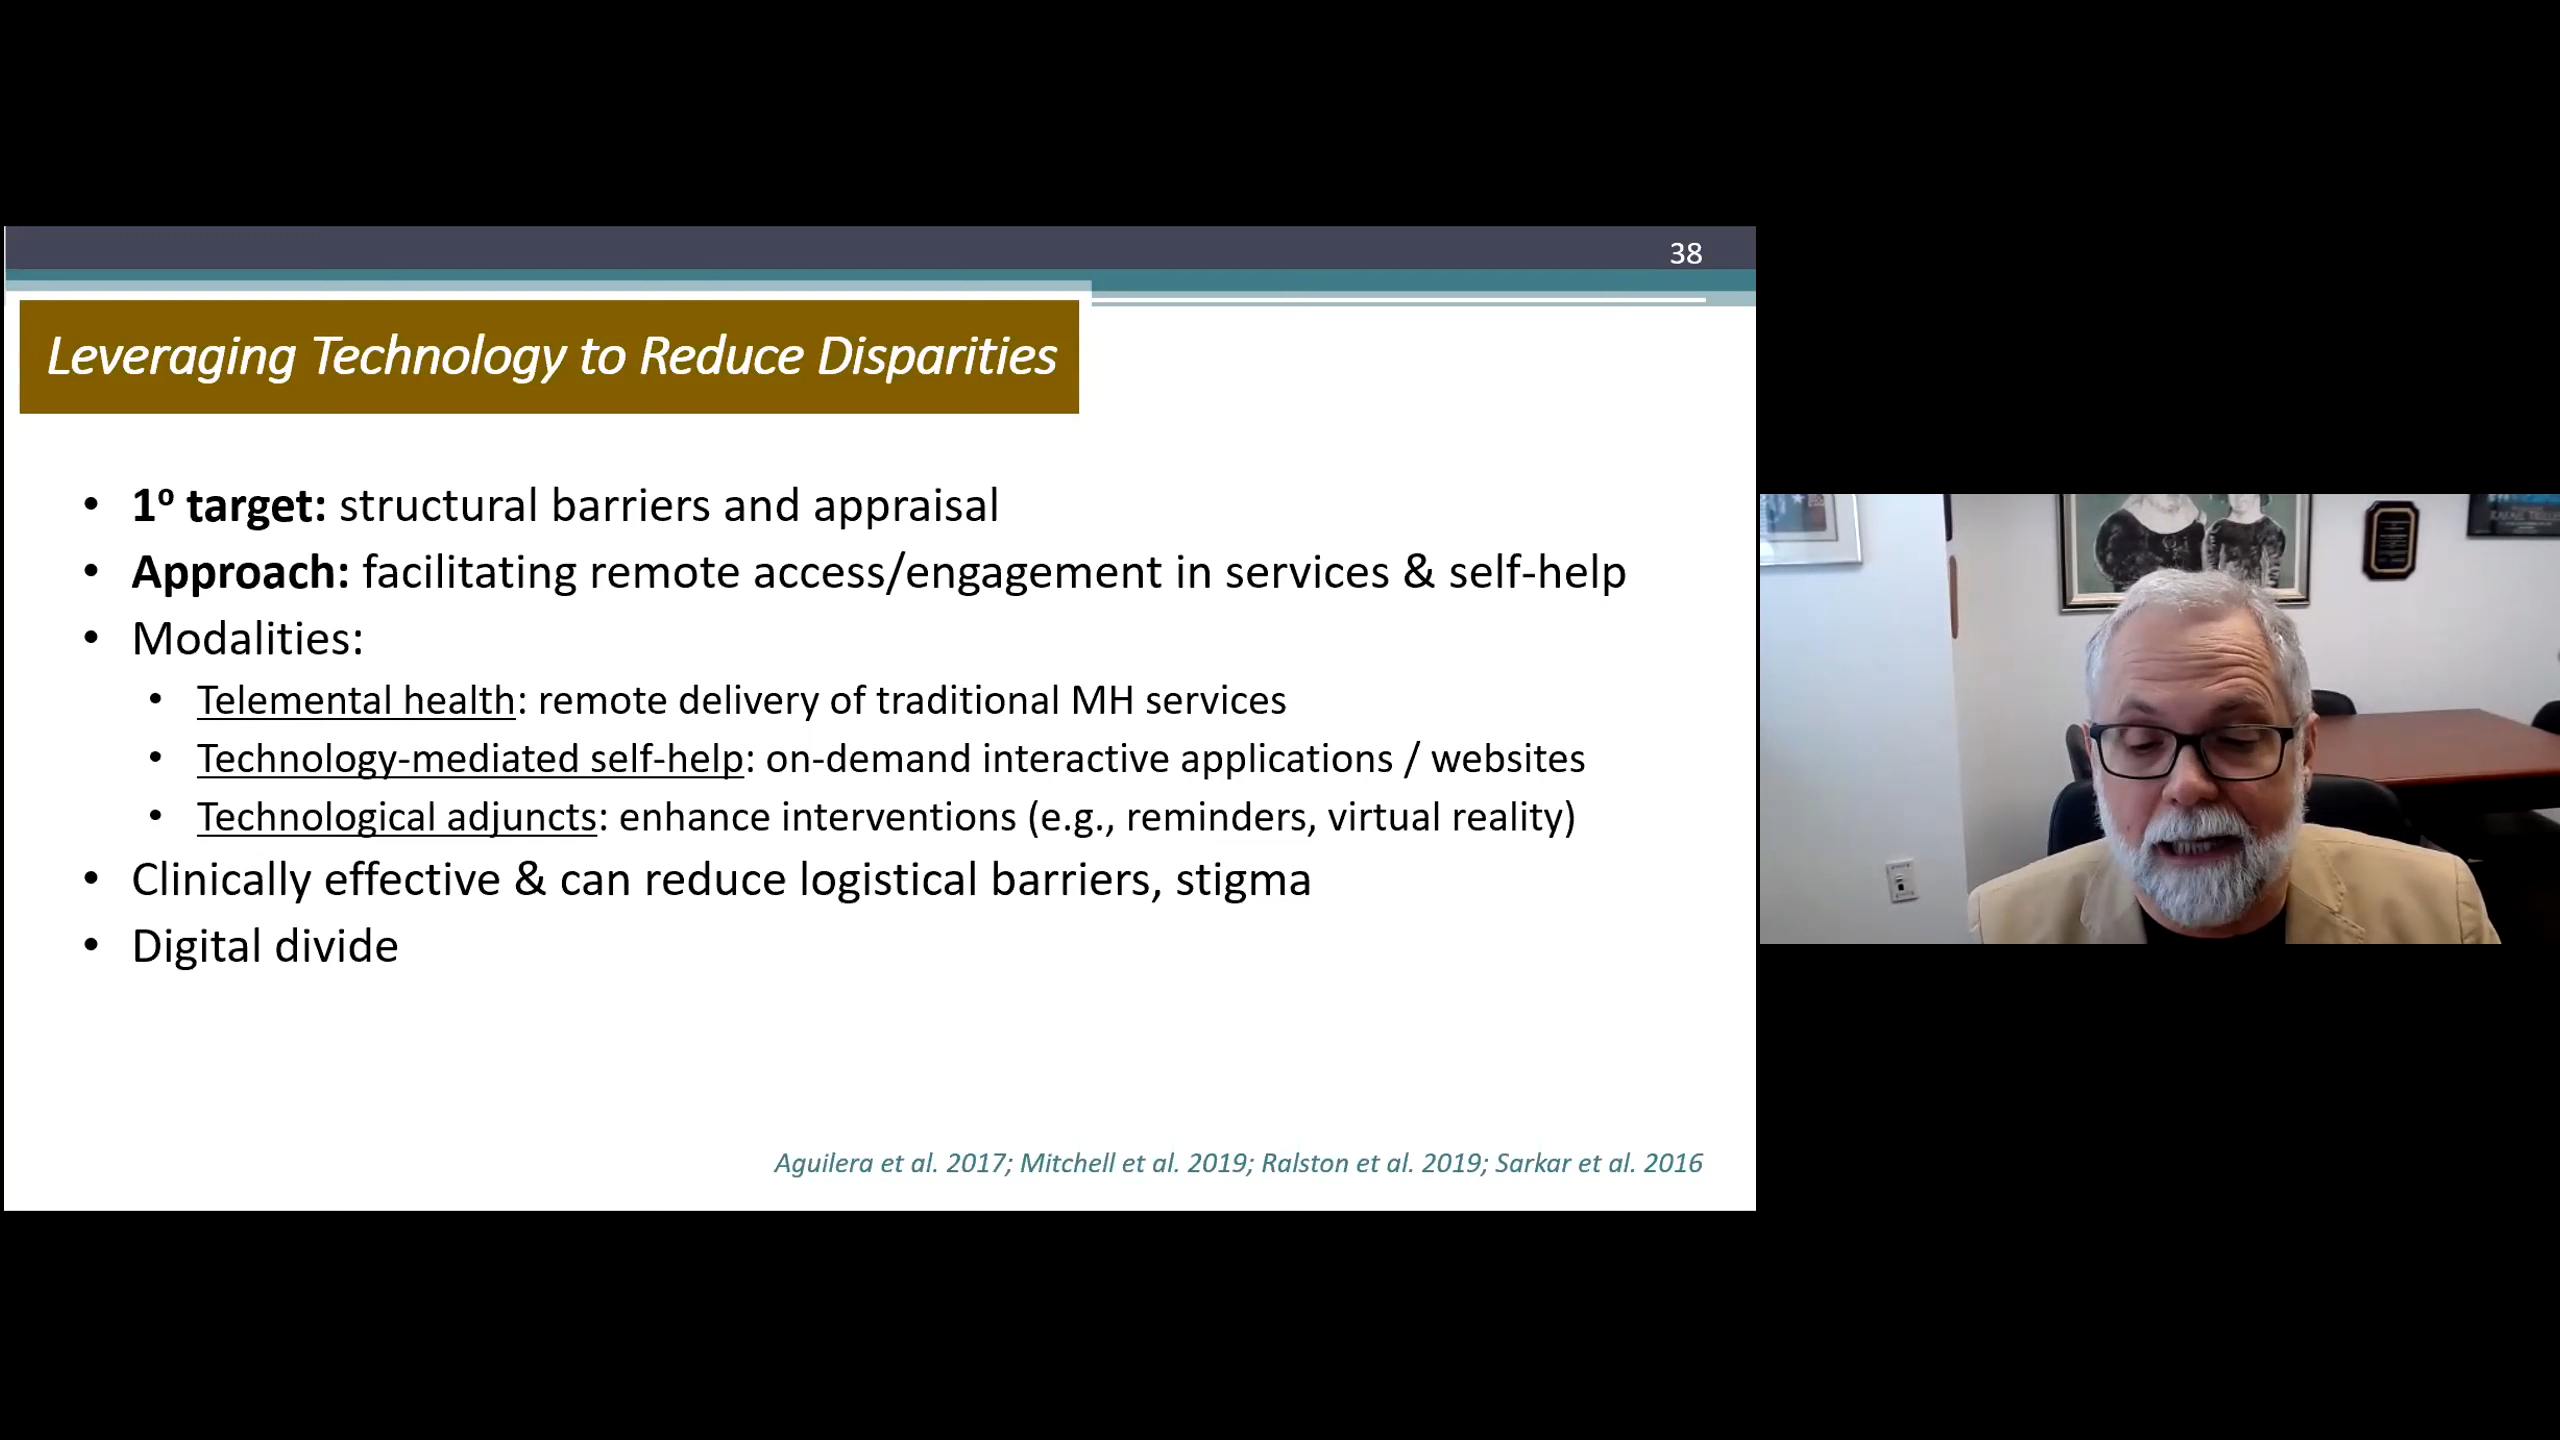 38
Leveraging Technology to Reduce Disparities
• 1º target: structural barriers and appraisal
• Approach: facilitating remote access/engagement in services & self-help
• Modalities:
• Telemental health: remote delivery of traditional MH services
• Technology-mediated self-help: on-demand interactive applications / websites
• Technological adjuncts: enhance interventions (e.g., reminders, virtual reality)
• Clinically effective & can reduce logistical barriers, stigma
• Digital divide
Aguilera et al. 2017; Mitchell et al. 2019; Ralston et al. 2019; Sarkar et al. 2016